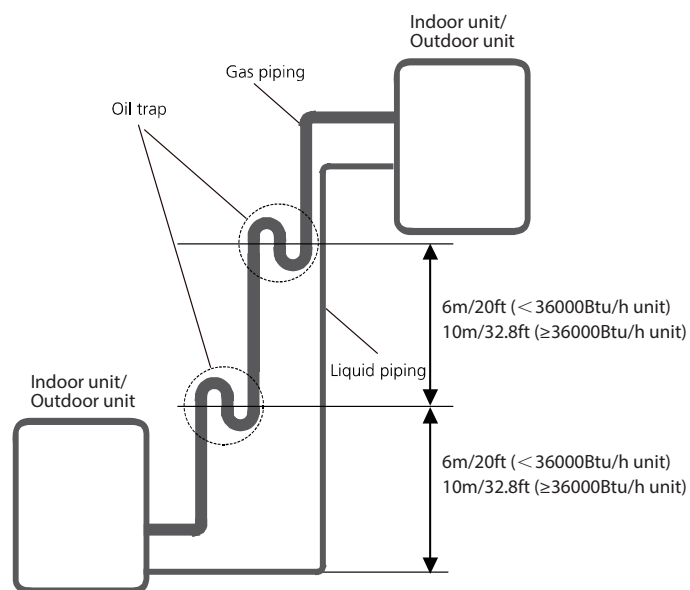 Indoor unit/
Outdoor unit
Gas piping
Oil trap
6m/20ft (＜36000Btu/h unit)
10m/32.8ft (≥36000Btu/h unit)
Liquid piping
Indoor unit/
Outdoor unit
6m/20ft (＜36000Btu/h unit)
10m/32.8ft (≥36000Btu/h unit)